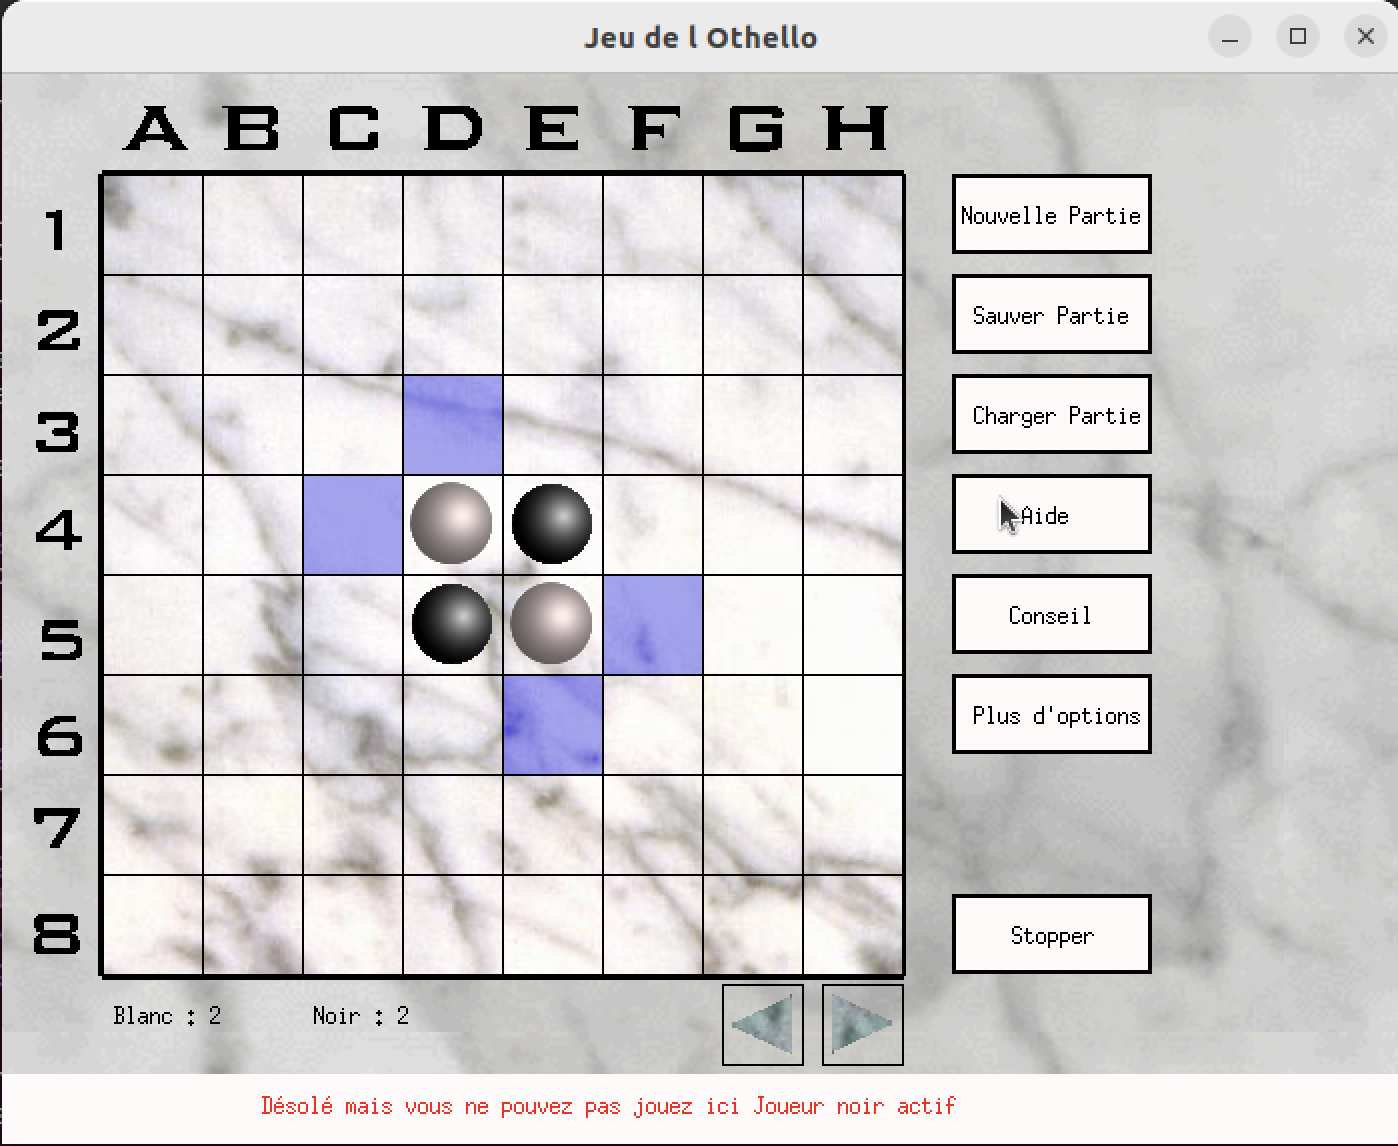 Jeu de l Othello
A B C D E F G H
1
Nouvelle Partie
2
Sauver Partie
3
Charger Partie
4
Aide
5
Conseil
6
Plus d'options
7
8
Stopper
Blanc : 2 Noir : 2
Désolé mais vous ne pouvez pas jouez ici Joueur noir actif